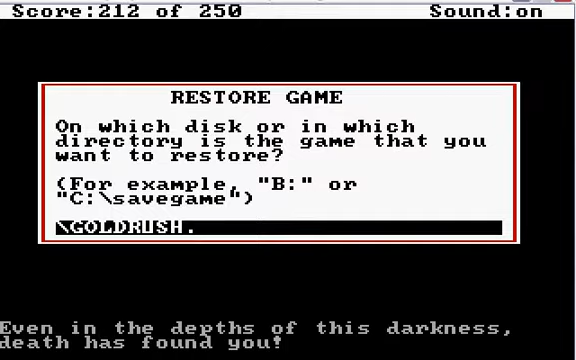 Score:212 of 250 Sound:on
RESTORE GAME
On which disk or in which
directory is the game that you
want to restore?
(For example, "B:" or
"C:\savegame")
\GOLDRUSH.
Even in the depths of this darkness,
death has found you!